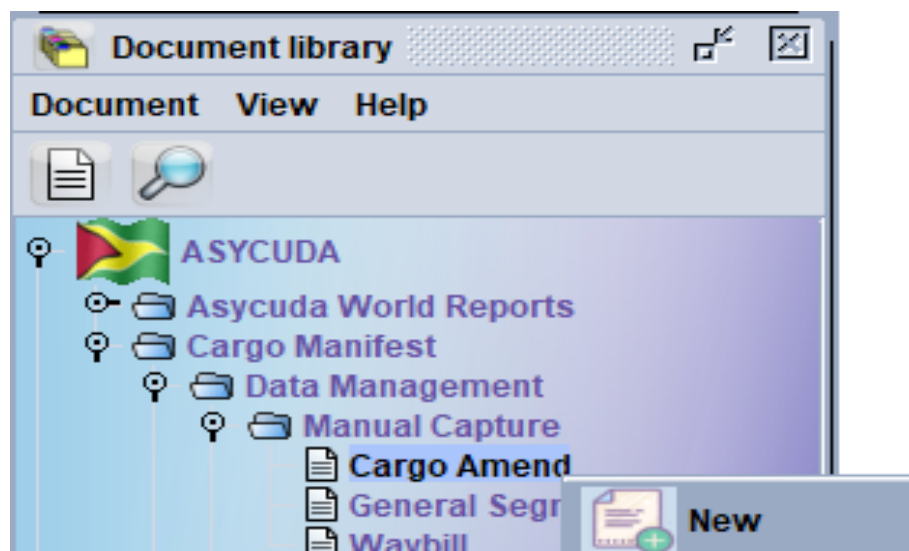 Document library
Document View Help
ASYCUDA
Asycuda World Reports
Cargo Manifest
Data Management
Manual Capture
Cargo Amend
General Segr
New
Waybill